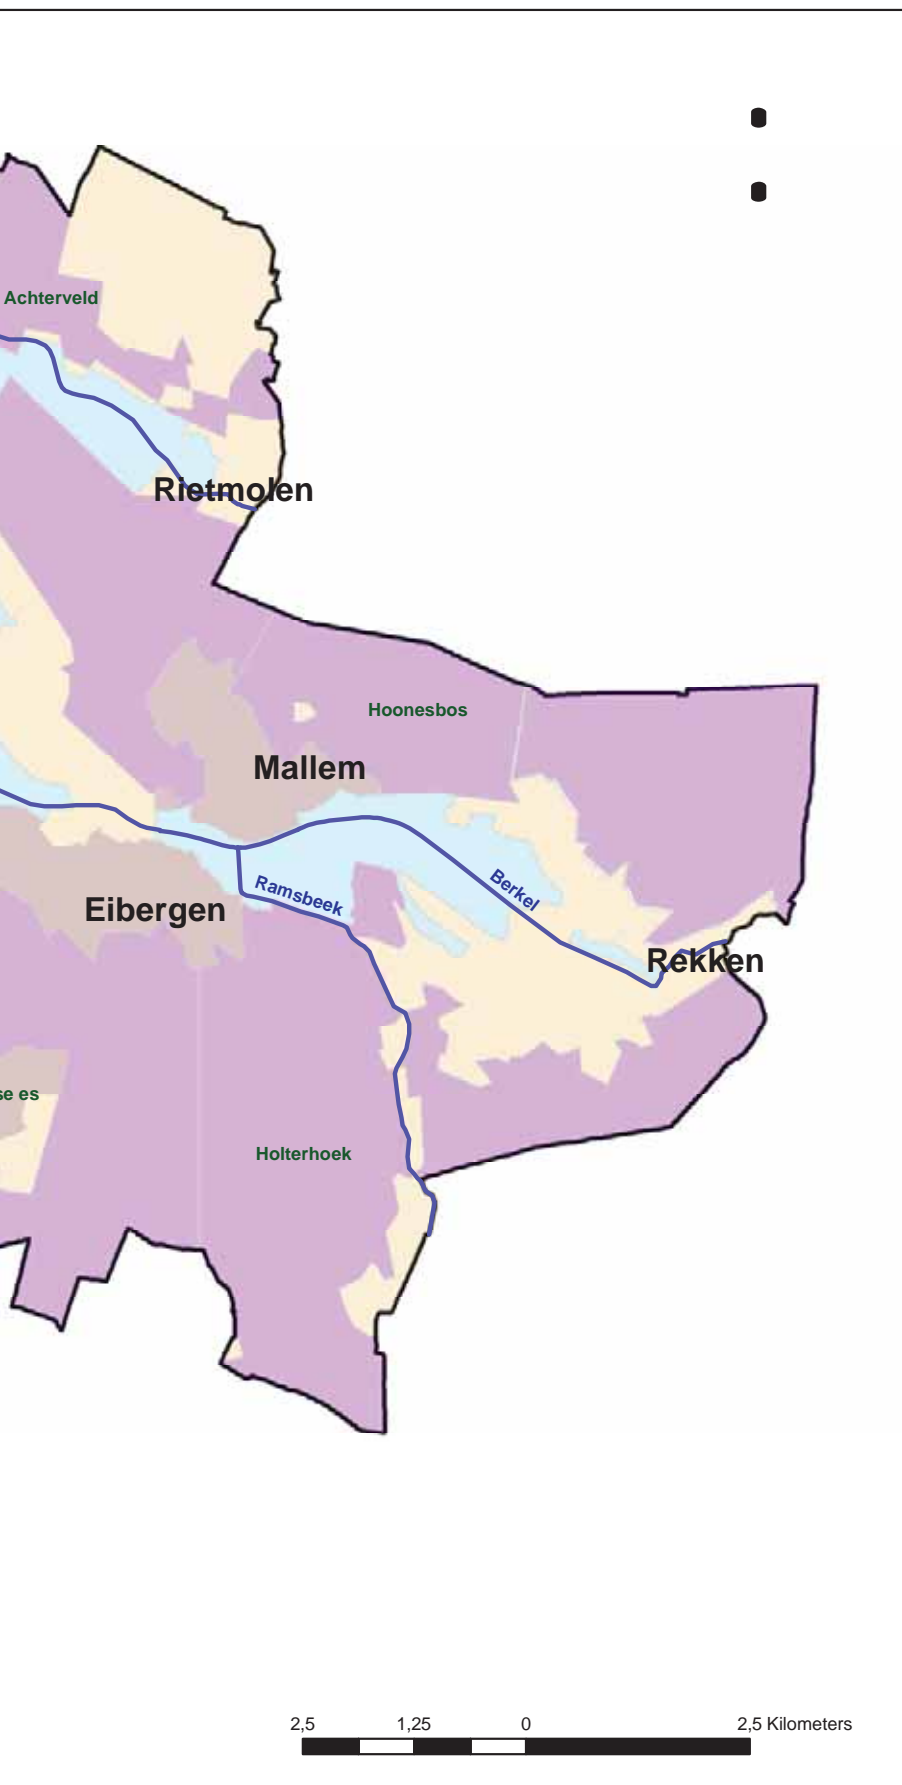 Achterveld
Rietmolen
Hoonesbos
Mallem
Berkel
Ramsbeek
Eibergen
Rekken
se es
Holterhoek
2,5 1,25 0 2,5 Kilometers